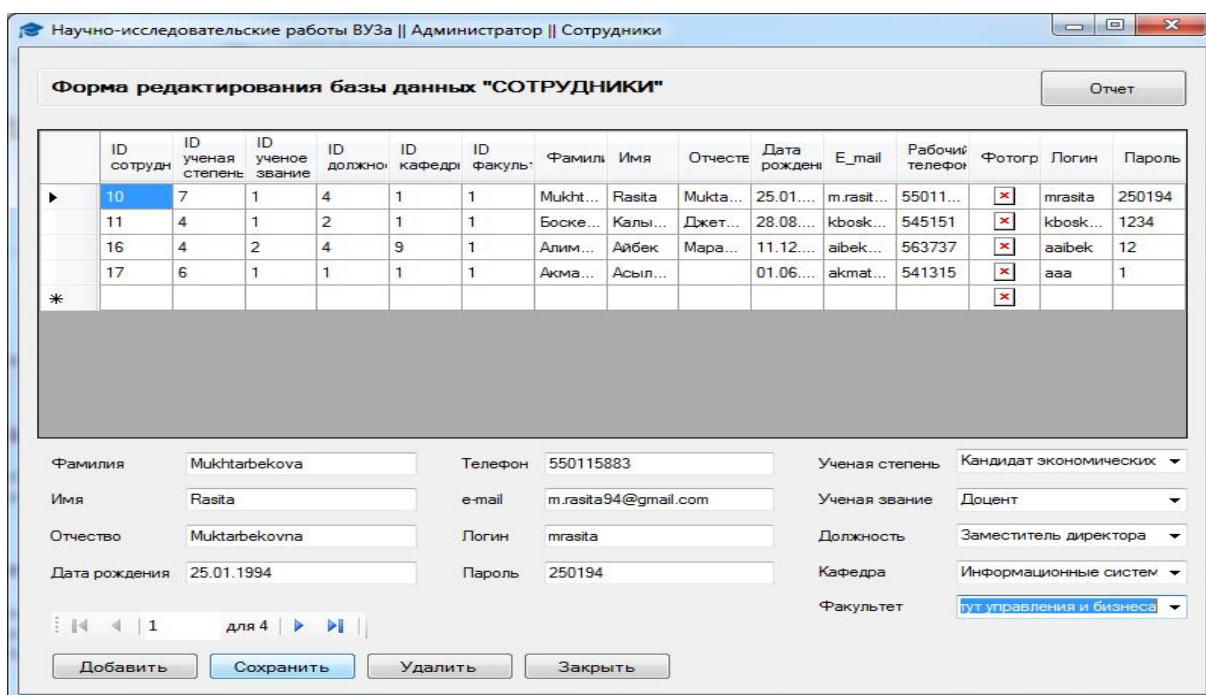 Научно-исследовательские работы ВУЗа || Администратор || Сотрудники
Форма редактирования базы данных "СОТРУДНИКИ" Отчет
ID сотрудн ID ученая степень ID ученое звание ID должно ID кафедр ID факуль Фамил Имя Отчеств Дата рождени E_mail Рабочий телефон Фотогр Логин Пароль
10 7 1 4 1 1 Mukht... Rasita Mukta... 25.01.... m.rasit... 55011... mrasita 250194
11 4 1 2 1 1 Боске... Калы... Джет... 28.08.... kbosk... 545151 kbosk... 1234
16 4 2 4 9 1 Алим... Айбек Мара... 11.12.... aibek... 563737 aaibek 12
17 6 1 1 1 1 Акма... Асыл... 01.06.... akmat... 541315 aaa 1
Фамилия Mukhtarbekova Телефон 550115883 Ученая степень Кандидат экономических
Имя Rasita e-mail m.rasita94@gmail.com Ученая звание Доцент
Отчество Muktarbekovna Логин mrasita Должность Заместитель директора
Дата рождения 25.01.1994 Пароль 250194 Кафедра Информационные систем
Факультет тут управления и бизнеса
1 для 4
Добавить Сохранить Удалить Закрыть